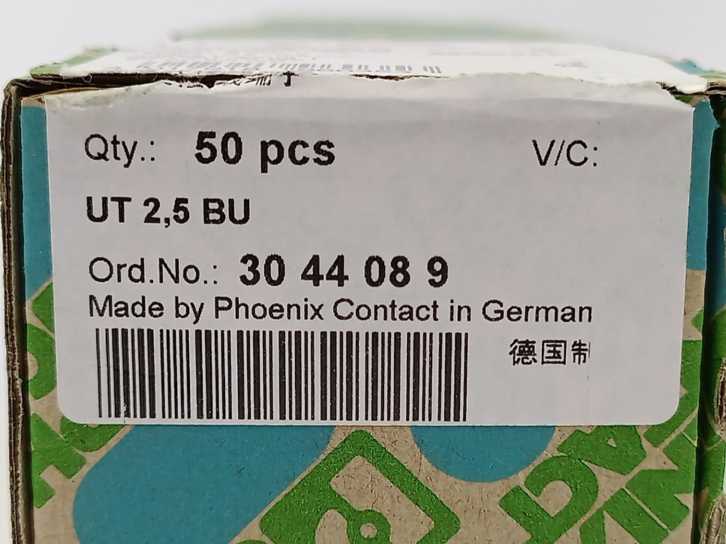 Qty.: 50 pcs V/C:
UT 2,5 BU
Ord.No.: 30 44 08 9
Made by Phoenix Contact in German
德国制